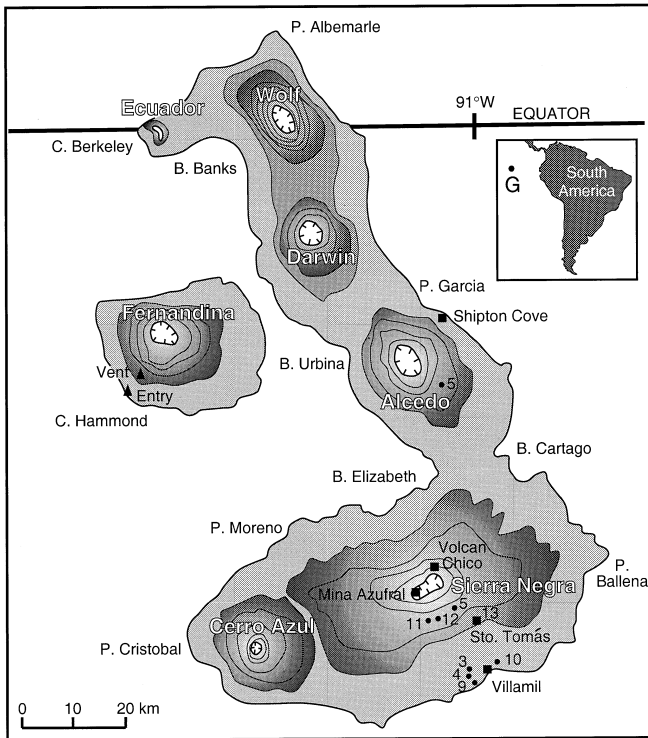 P. Albemarle
Ecuador
Wolf
91°W
EQUATOR
C. Berkeley
B. Banks
G
South
America
Darwin
P. Garcia
Fernandina
Shipton Cove
B. Urbina
Vent
5
Entry
Alcedo
C. Hammond
B. Cartago
B. Elizabeth
P. Moreno
Volcan
Chico
P.
Ballena
Sierra Negra
Mina Azufral
5
13
11
12
Cerro Azul
Sto. Tomás
P. Cristobal
3
10
4
9
Villamil
0 10 20 km